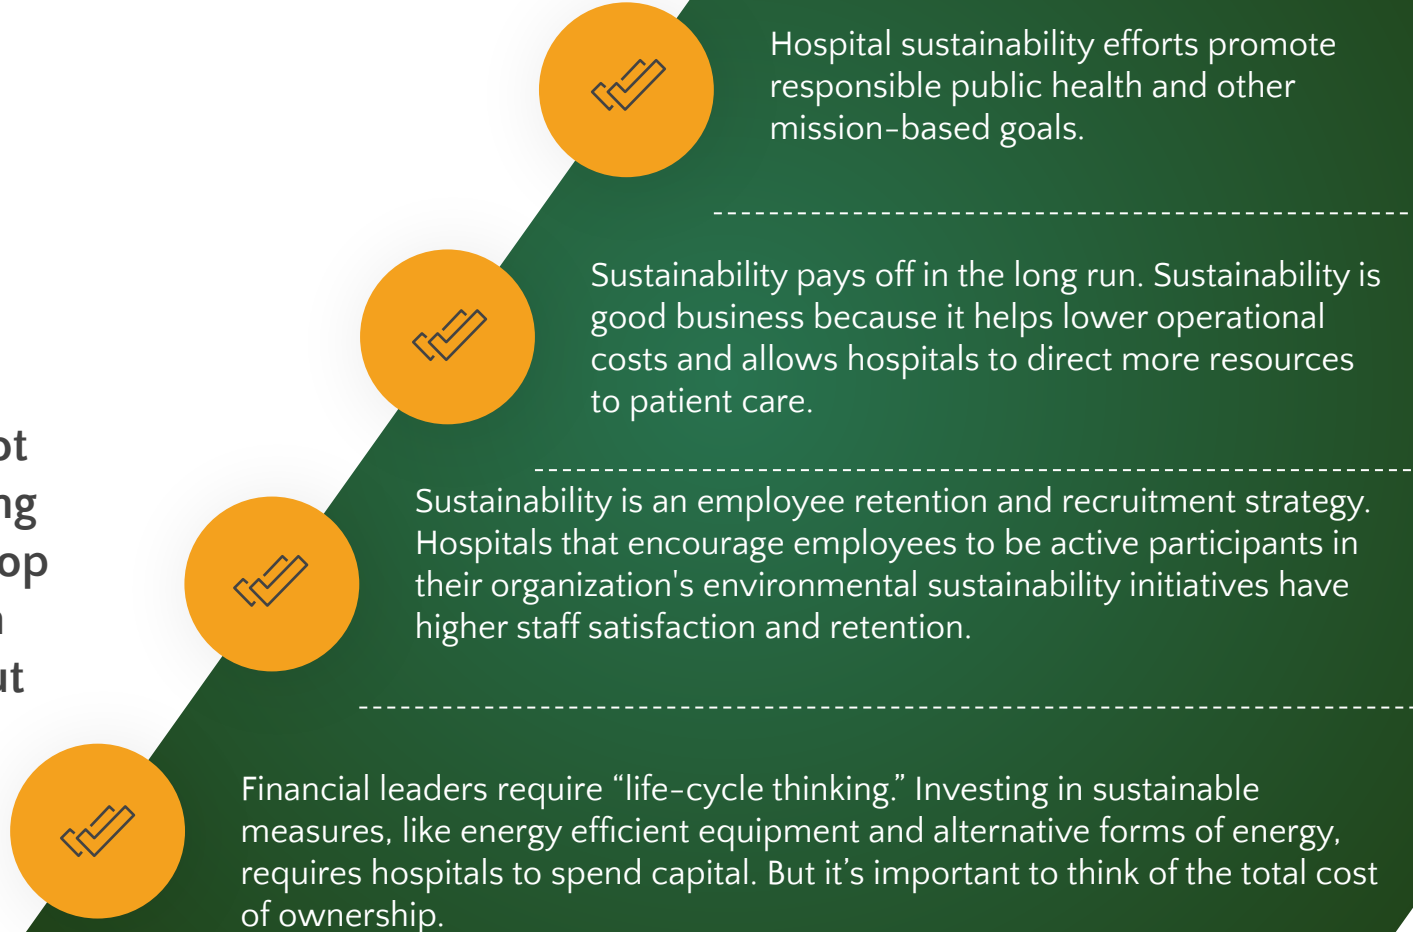 Hospital sustainability efforts promote
responsible public health and other
mission-based goals.
Sustainability pays off in the long run. Sustainability is
good business because it helps lower operational
costs and allows hospitals to direct more resources
to patient care.
Sustainability is an employee retention and recruitment strategy.
Hospitals that encourage employees to be active participants in
their organization's environmental sustainability initiatives have
higher staff satisfaction and retention.
Financial leaders require “life-cycle thinking.” Investing in sustainable
measures, like energy efficient equipment and alternative forms of energy,
requires hospitals to spend capital. But it’s important to think of the total cost
of ownership.